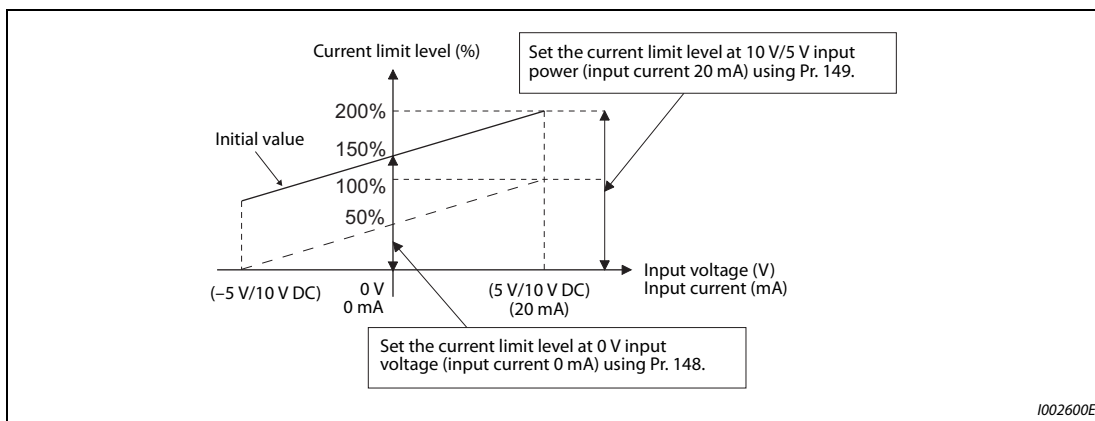 Current limit level (%)
Set the current limit level at 10 V/5 V input
power (input current 20 mA) using Pr. 149.
200%
Initial value
150%
100%
50%
Input voltage (V)
Input current (mA)
(–5 V/10 V DC)
0 V
0 mA
(5 V/10 V DC)
(20 mA)
Set the current limit level at 0 V input
voltage (input current 0 mA) using Pr. 148.
I002600E